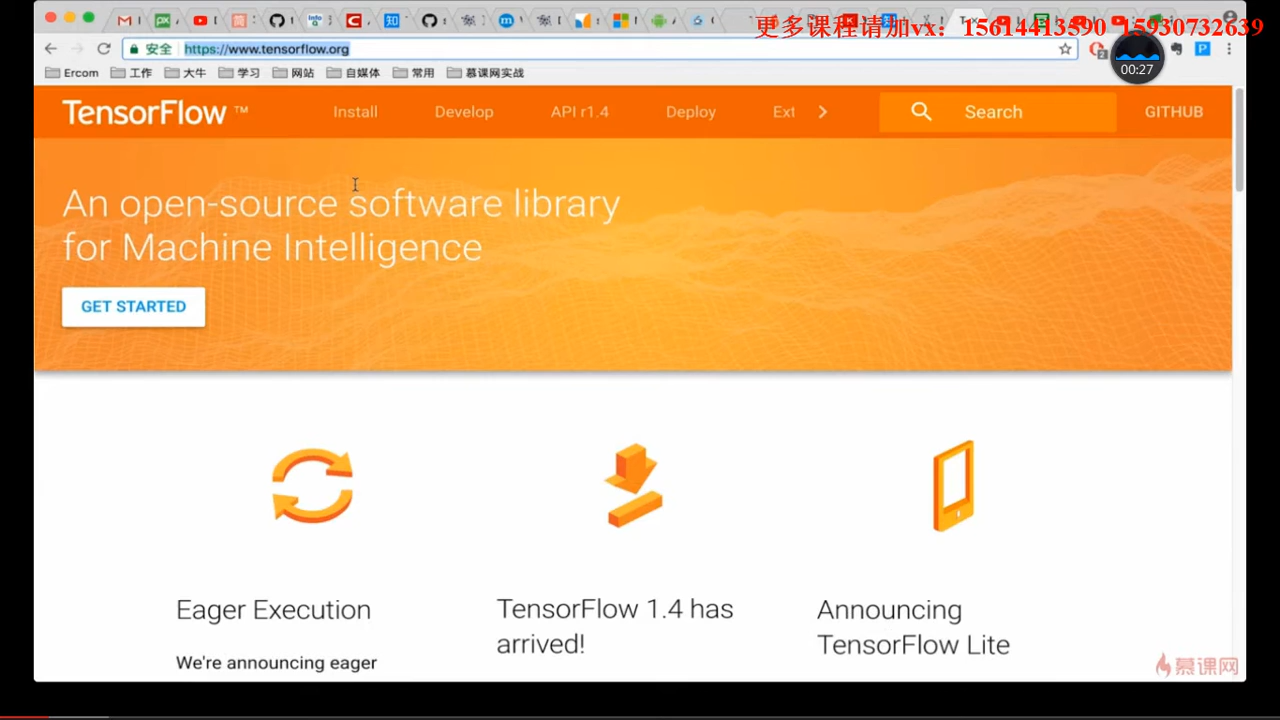 更多课程请加vx：15614413590 15930732639
安全 https://www.tensorflow.org
00:27
Ercom 工作 大牛 学习 网站 自媒体 常用 慕课网实战
TensorFlow ™ Install Develop API r1.4 Deploy Ext Search GITHUB
An open-source software library
for Machine Intelligence
GET STARTED
Eager Execution
We're announcing eager
TensorFlow 1.4 has
arrived!
Announcing
TensorFlow Lite
慕课网